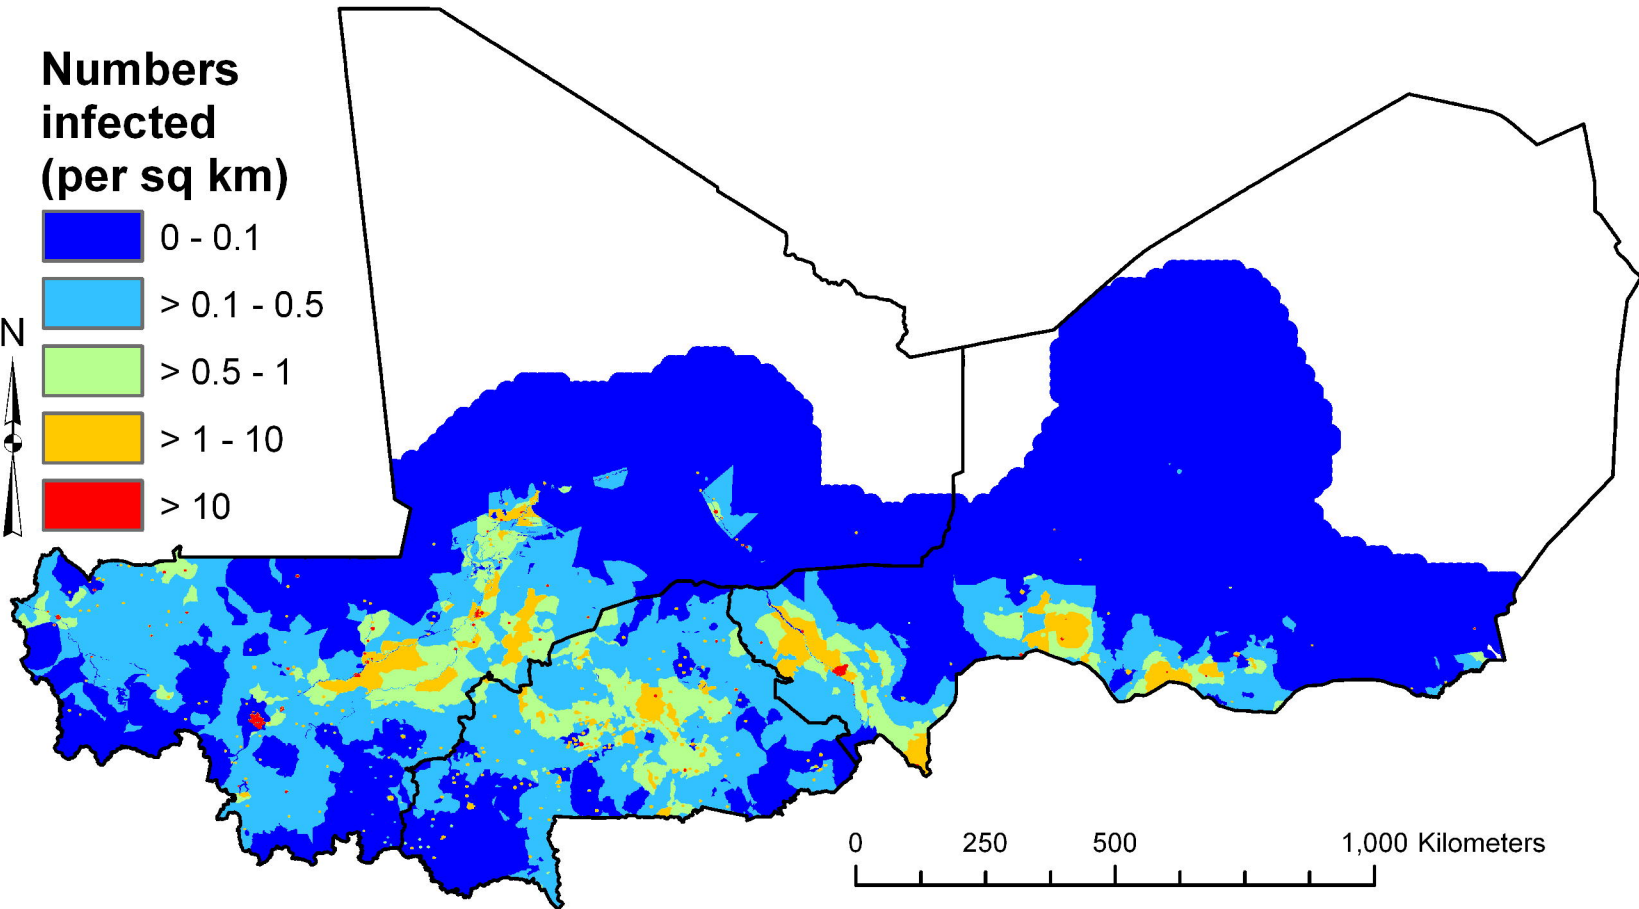 Numbers
infected
(per sq km)
0 - 0.1
> 0.1 - 0.5
> 0.5 - 1
> 1 - 10
> 10
N
0 250 500 1,000 Kilometers